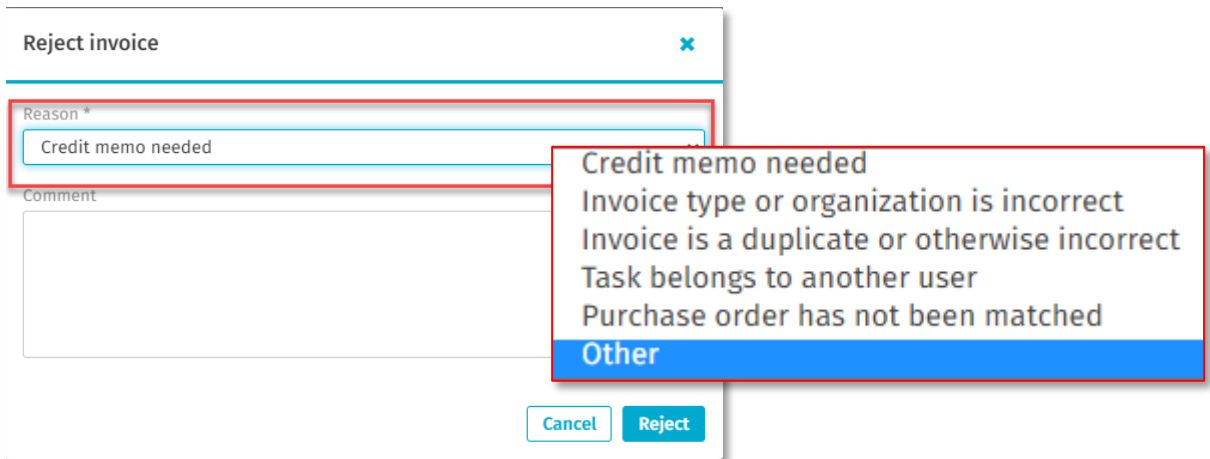 Reject invoice
Reason *
Credit memo needed
Credit memo needed
Invoice type or organization is incorrect
Invoice is a duplicate or otherwise incorrect
Task belongs to another user
Purchase order has not been matched
Other
Comment
Cancel
Reject